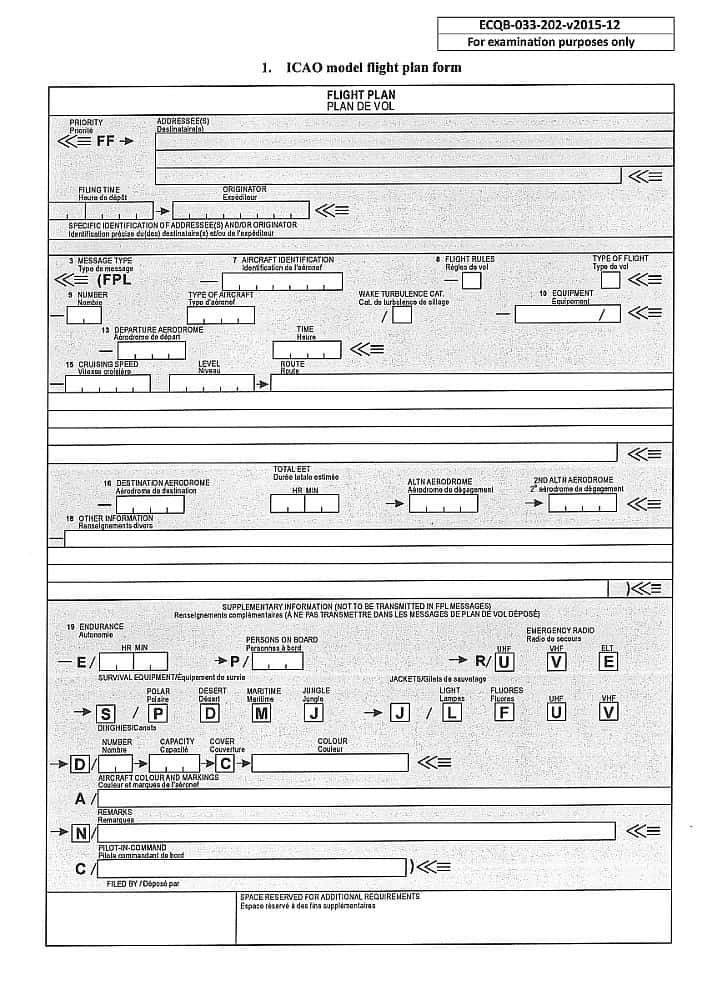 ECQB-033-202-v2015-12
For examination purposes only
1. ICAO model flight plan form
FLIGHT PLAN
PLAN DE VOL
PRIORITY
Priorité
ADDRESSEE(S)
Destinataire(s)
FF
FILING TIME
Heure de dépôt
ORIGINATOR
Expéditeur
SPECIFIC IDENTIFICATION OF ADDRESSEE(S) AND/OR ORIGINATOR
Identification précise du(des) destinataire(s) et/ou de l'expéditeur
3 MESSAGE TYPE
Type de message
7 AIRCRAFT IDENTIFICATION
Identification de l'aéronef
8 FLIGHT RULES
Règles de vol
TYPE OF FLIGHT
Type de vol
(FPL
9 NUMBER
Nombre
TYPE OF AIRCRAFT
Type d'aéronef
WAKE TURBULENCE CAT.
Cat. de turbulence de sillage
10 EQUIPMENT
Équipement
/
/
13 DEPARTURE AERODROME
Aérodrome de départ
TIME
Heure
15 CRUISING SPEED
Vitesse croisière
LEVEL
Niveau
ROUTE
Route
16 DESTINATION AERODROME
Aérodrome de destination
TOTAL EET
Durée totale estimée
HR MIN
ALTN AERODROME
Aérodrome de dégagement
2ND ALTN AERODROME
2e aérodrome de dégagement
18 OTHER INFORMATION
Renseignements divers
)
SUPPLEMENTARY INFORMATION (NOT TO BE TRANSMITTED IN FPL MESSAGES)
Renseignements complémentaires (À NE PAS TRANSMETTRE DANS LES MESSAGES DE PLAN DE VOL DÉPOSÉ)
19 ENDURANCE
Autonomie
HR MIN
E /
PERSONS ON BOARD
Personnes à bord
P /
EMERGENCY RADIO
Radio de secours
UHF VHF ELT
R/ U V E
SURVIVAL EQUIPMENT/Équipement de survie
POLAR
Polaire
DESERT
Désert
MARITIME
Maritime
JUNGLE
Jungle
JACKETS/Gilets de sauvetage
LIGHT
Lampes
FLUORES
Fluores
UHF VHF
S / P D M J J / L F U V
DINGHIES/Canots
NUMBER
Nombre
CAPACITY
Capacité
COVER
Couverture
COLOUR
Couleur
D / C
AIRCRAFT COLOUR AND MARKINGS
Couleur et marques de l'aéronef
A /
REMARKS
Remarques
N /
PILOT-IN-COMMAND
Pilote commandant de bord
C / )
FILED BY / Déposé par
SPACE RESERVED FOR ADDITIONAL REQUIREMENTS
Espace réservé à des fins supplémentaires